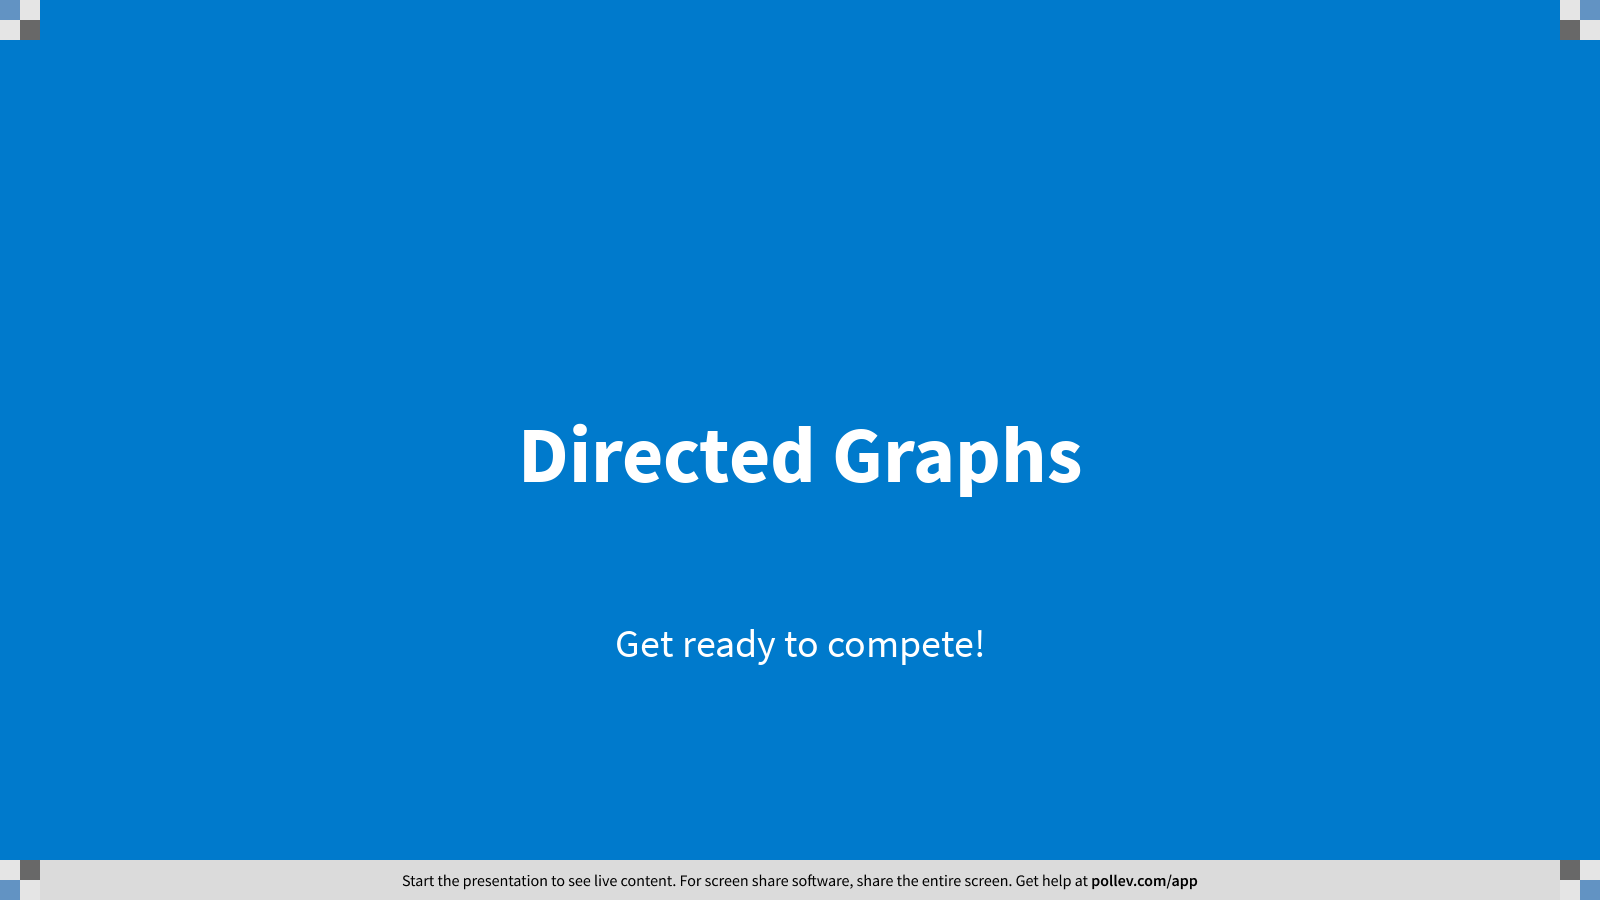 Directed Graphs
Get ready to compete!
Start the presentation to see live content. For screen share software, share the entire screen. Get help at pollev.com/app